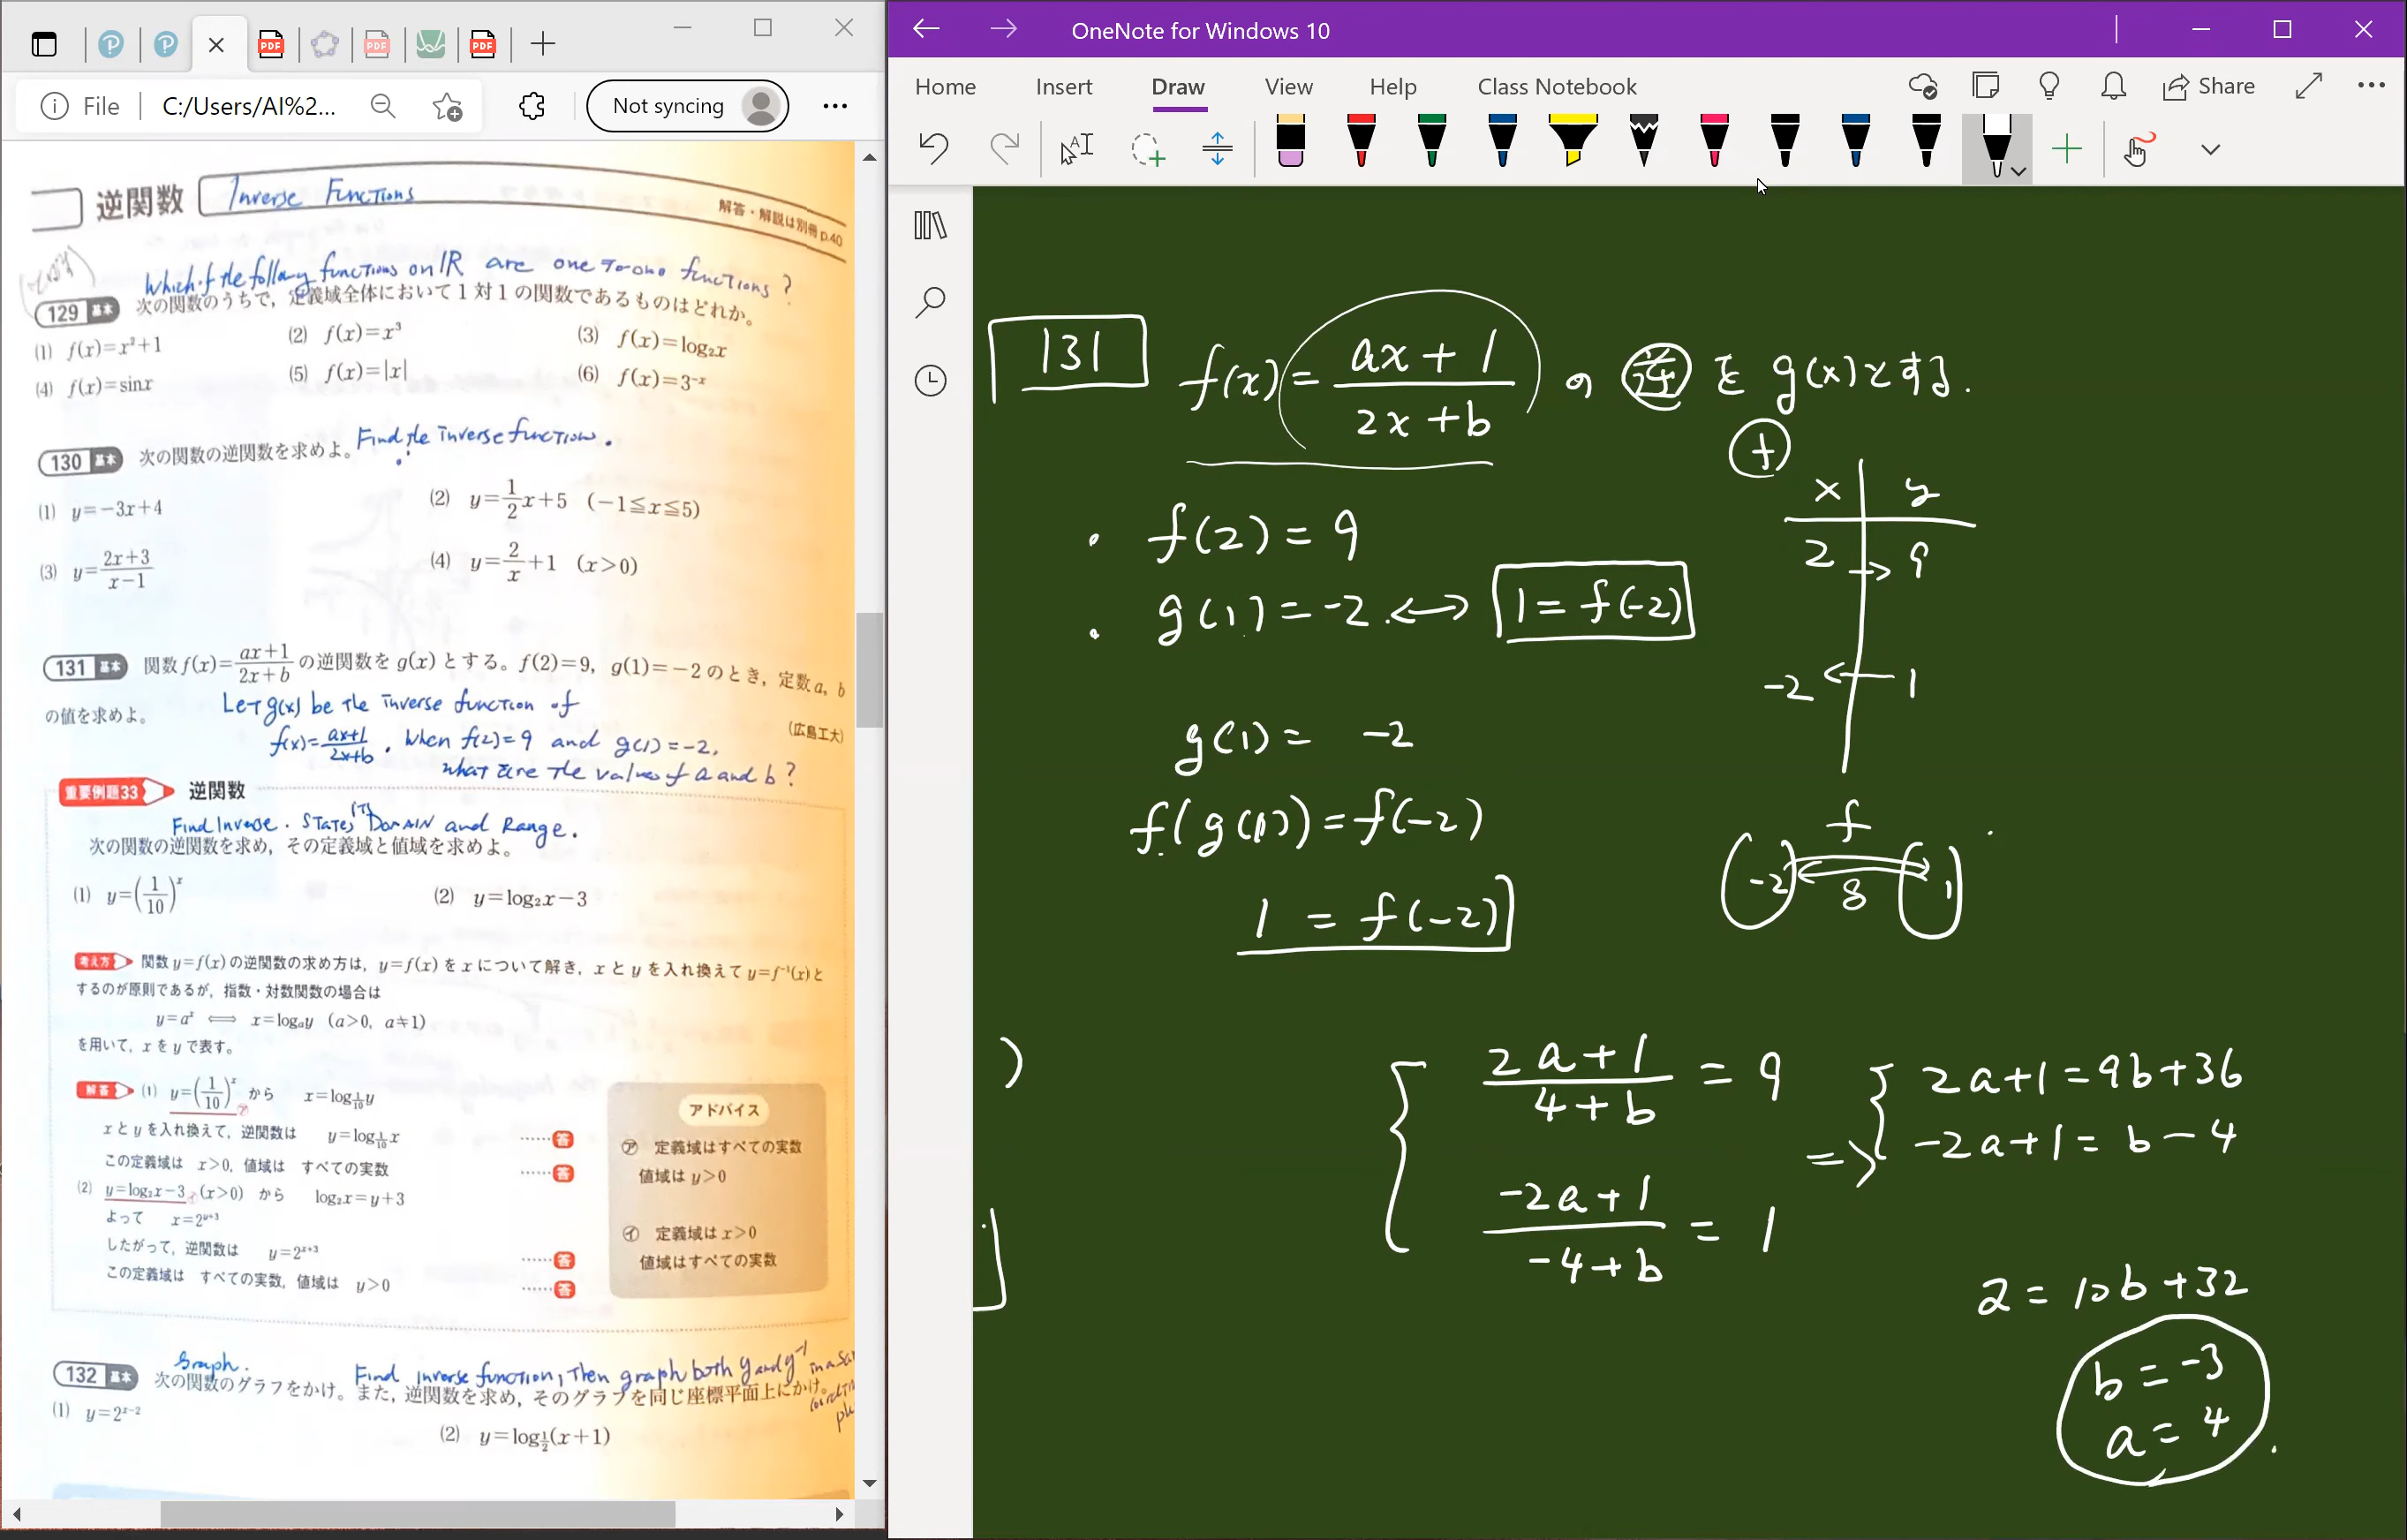 OneNote for Windows 10
File C:/Users/AI%2... Not syncing
Home Insert Draw View Help Class Notebook Share
逆関数 Inverse Functions
解答・解説は別冊 p.40
Which of the following functions on IR are one to one functions?
129 基本 次の関数のうちで，定義域全体において1対1の関数であるものはどれか。
(1) f(x)=x²+1 (2) f(x)=x³ (3) f(x)=log₂x
(4) f(x)=sinx (5) f(x)=|x| (6) f(x)=3⁻ˣ
130 基本 次の関数の逆関数を求めよ。 Find the inverse function.
(1) y=-3x+4 (2) y=1/2x+5 (-1≦x≦5)
(3) y=2x+3/x-1 (4) y=2/x+1 (x>0)
131 基本 関数f(x)=ax+1/2x+bの逆関数をg(x)とする。f(2)=9, g(1)=-2のとき，定数a, b
の値を求めよ。 (広島工大)
Let g(x) be the inverse function of
f(x)=ax+1/2x+b. When f(2)=9 and g(1)=-2,
what are the values of a and b?
重要例題33 逆関数
Find Inverse. States Domain and Range.
次の関数の逆関数を求め，その定義域と値域を求めよ。
(1) y=(1/10)ˣ (2) y=log₂x-3
考え方 関数y=f(x)の逆関数の求め方は，y=f(x)をxについて解き，xとyを入れ換えてy=f⁻¹(x)と
するのが原則であるが，指数・対数関数の場合は
y=aˣ ⟺ x=logₐy (a>0, a≠1)
を用いて，xをyで表す。
解答 (1) y=(1/10)ˣ ㋐ から x=log1/10 y
xとyを入れ換えて，逆関数は y=log1/10 x ……答
この定義域は x>0, 値域は すべての実数 ……答
(2) y=log₂x-3 ㋑ (x>0) から log₂x=y+3
よって x=2ʸ⁺³
したがって，逆関数は y=2ˣ⁺³ ……答
この定義域は すべての実数, 値域は y>0 ……答
アドバイス
㋐ 定義域はすべての実数
値域は y>0
㋑ 定義域は x>0
値域はすべての実数
Graph. Find inverse function, Then graph both y and y⁻¹
132 基本 次の関数のグラフをかけ。また，逆関数を求め，そのグラフを同じ座標平面上にかけ。
(1) y=2ˣ⁻²
(2) y=log1/2(x+1)
131 f(x)=ax+1/2x+b の 逆 を g(x)とする.
f
x y
2 → 9
-2 ← 1
・ f(2)=9
・ g(1)=-2 ↔ 1=f(-2)
g(1)= -2
f(g(1))=f(-2)
1 = f(-2)
f
-2 1
g
2a+1/4+b = 9
-2a+1/-4+b = 1
⇒ 2a+1=9b+36
-2a+1=b-4
2=10b+32
b=-3
a=4